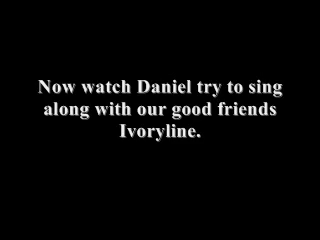 Now watch Daniel try to sing
along with our good friends
Ivoryline.